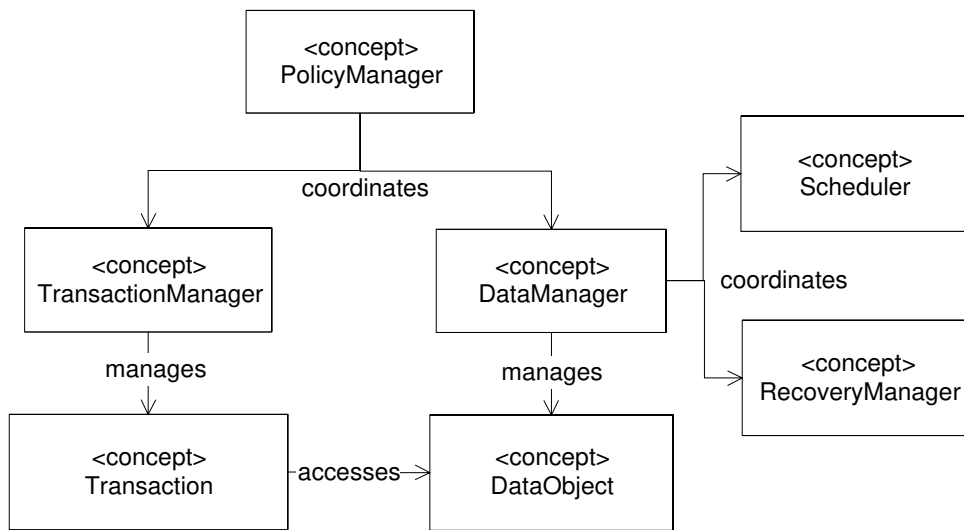 <concept>
PolicyManager
coordinates
<concept>
Scheduler
<concept>
TransactionManager
<concept>
DataManager
coordinates
manages
manages
<concept>
RecoveryManager
<concept>
Transaction
accesses
<concept>
DataObject